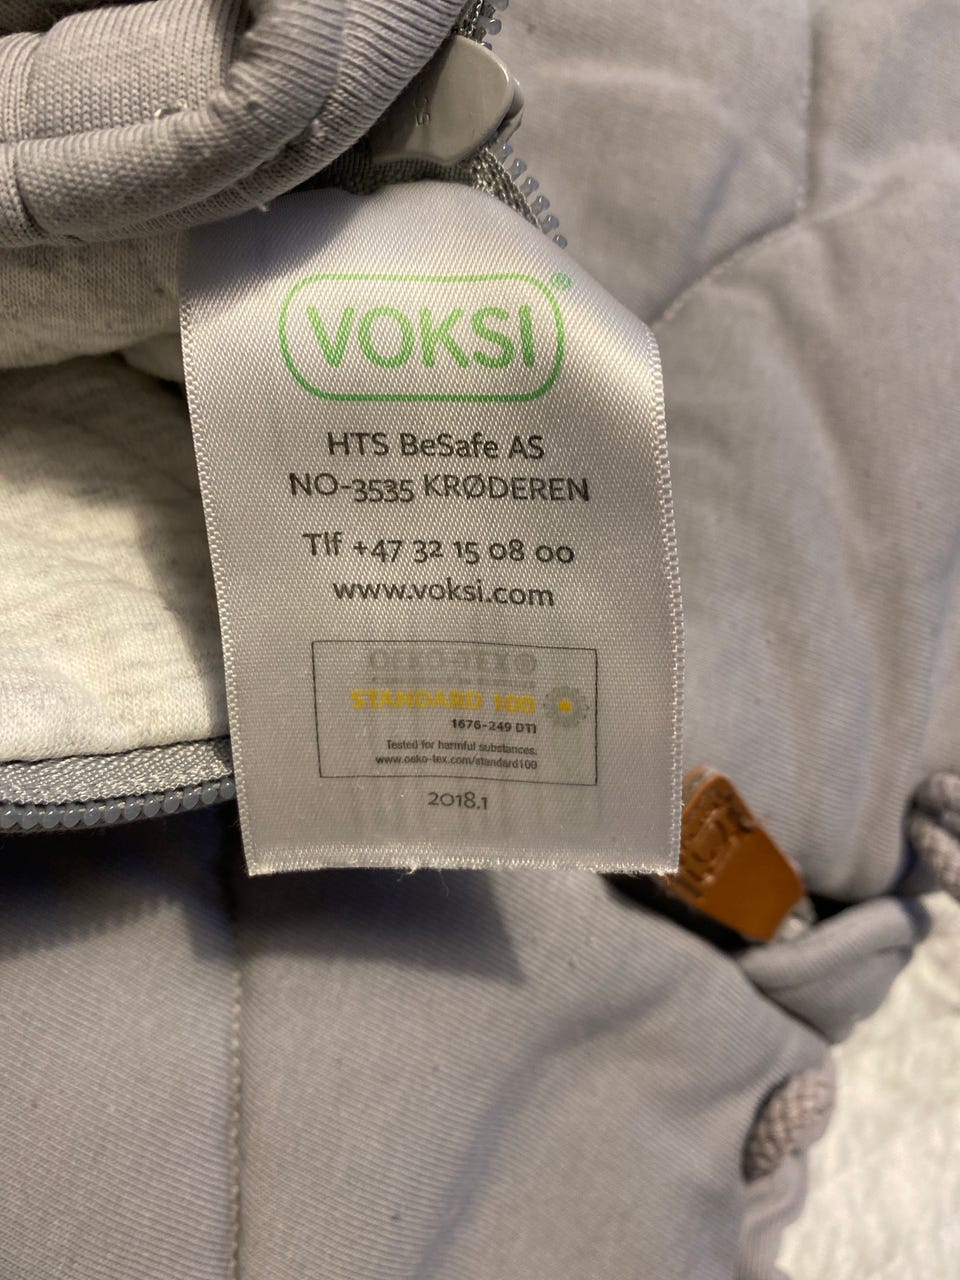 VOKSI®
HTS BeSafe AS
NO-3535 KRØDEREN
Tlf +47 32 15 08 00
www.voksi.com
STANDARD 100
1676-249 DTI
Tested for harmful substances.
www.oeko-tex.com/standard100
2018.1